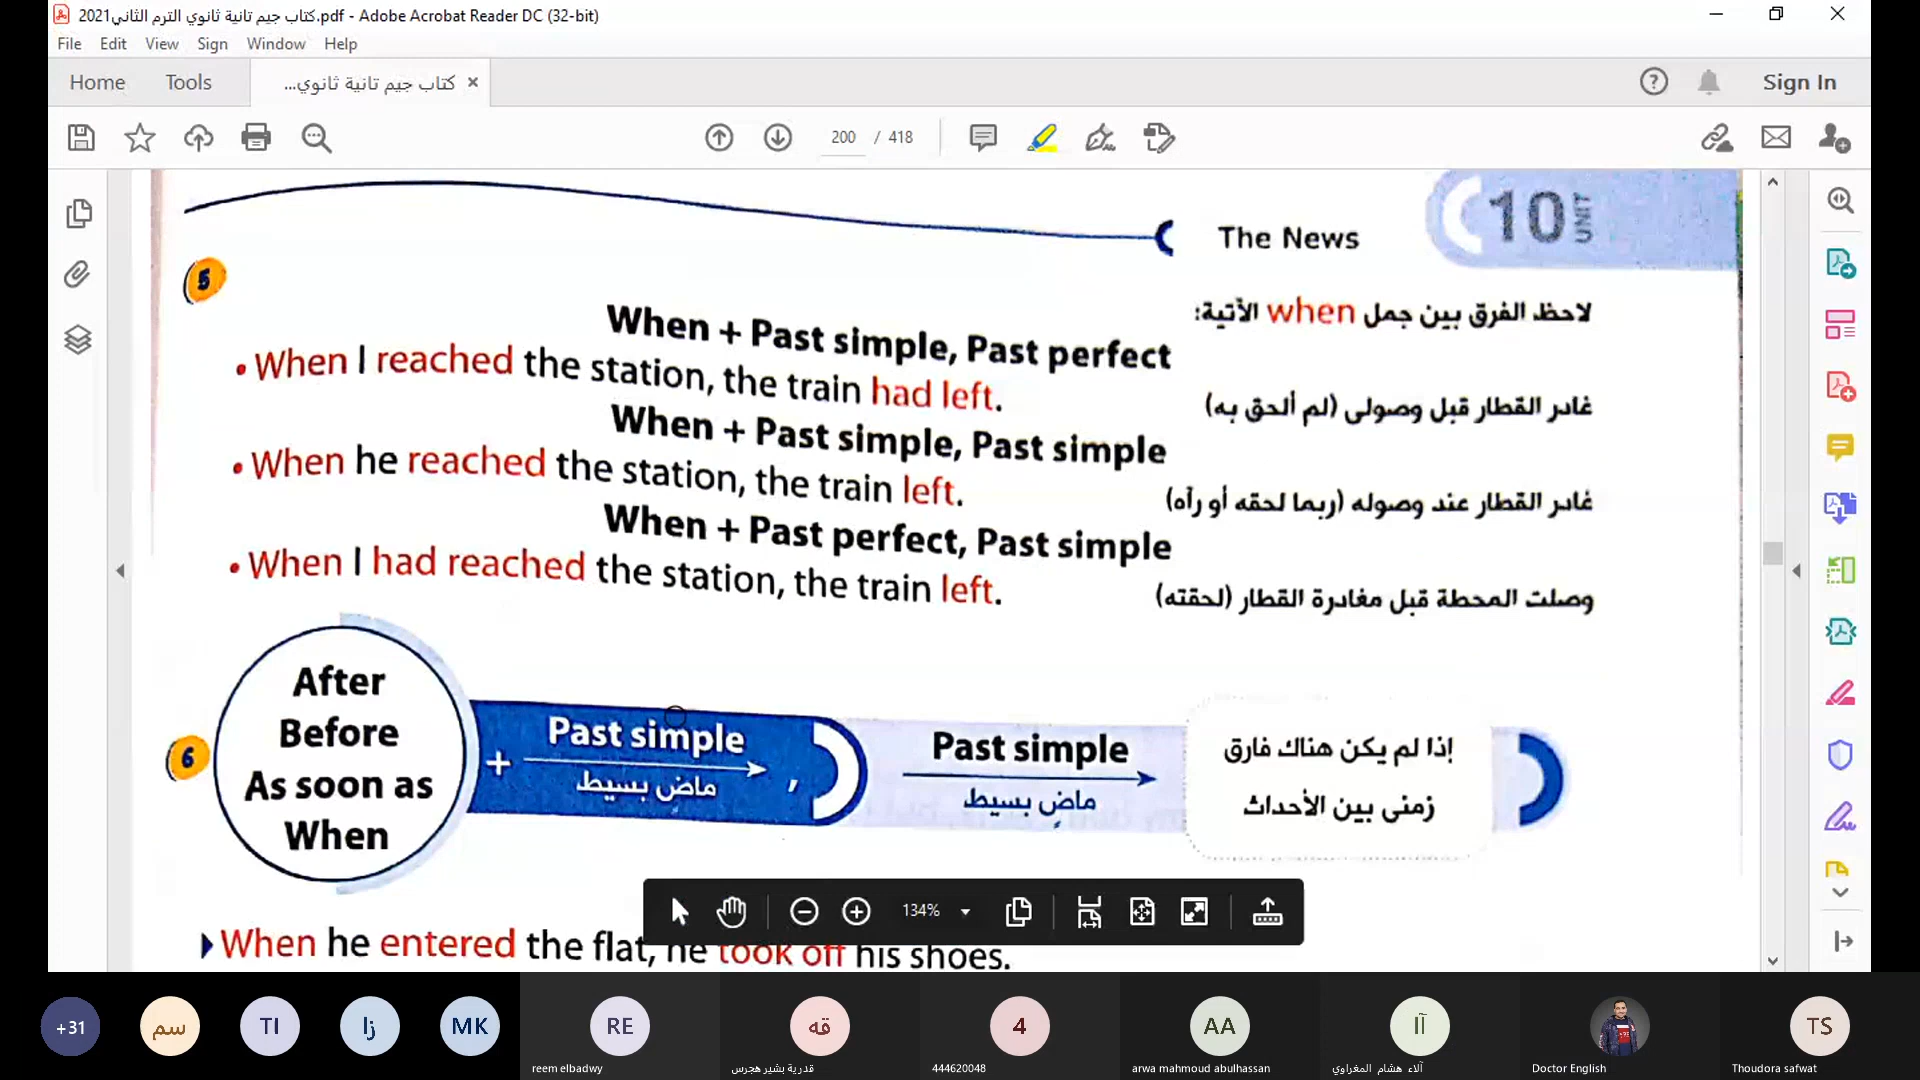 كتاب جيم تانية ثانوي الترم الثاني2021.pdf - Adobe Acrobat Reader DC (32-bit)
File Edit View Sign Window Help
Home Tools كتاب جيم تانية ثانوي... × Sign In
200 / 418
The News 10 UNIT
5
لاحظ الفرق بين جمل when الآتية:
When + Past simple, Past perfect
• When I reached the station, the train had left.
غادر القطار قبل وصولى (لم ألحق به)
When + Past simple, Past simple
• When he reached the station, the train left.
غادر القطار عند وصوله (ربما لحقه أو رآه)
When + Past perfect, Past simple
• When I had reached the station, the train left.
وصلت المحطة قبل مغادرة القطار (لحقته)
6
After
Before
As soon as
When
+ Past simple ,
ماضٍ بسيط
Past simple
ماضٍ بسيط
إذا لم يكن هناك فارق
زمنى بين الأحداث
134%
When he entered the flat, he took off his shoes.
+31 سم TI زا MK RE قه 4 AA آا TS
reem elbadwy قدرية بشير هجرس 444620048 arwa mahmoud abulhassan آلاء هشام المغراوي Doctor English Thoudora safwat